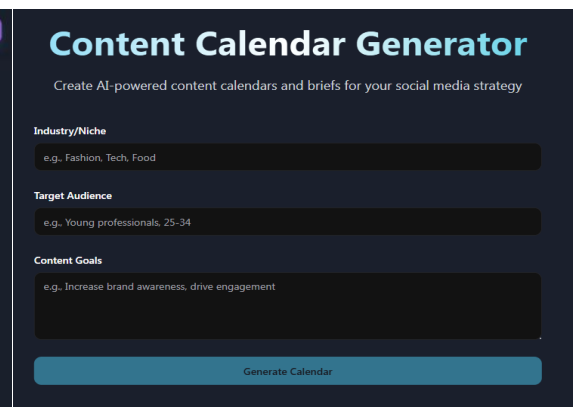 Content Calendar Generator
Create AI-powered content calendars and briefs for your social media strategy
Industry/Niche
e.g., Fashion, Tech, Food
Target Audience
e.g., Young professionals, 25-34
Content Goals
e.g., Increase brand awareness, drive engagement
Generate Calendar